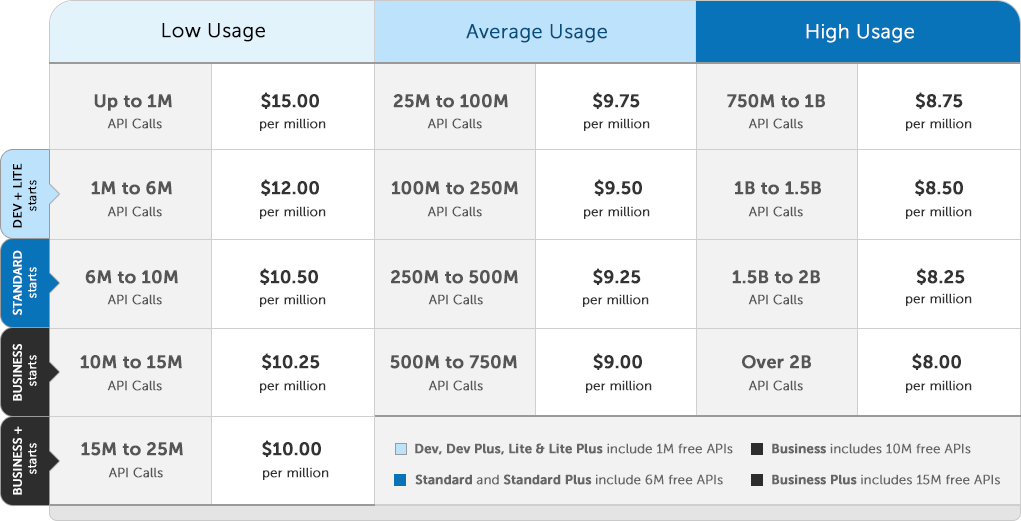 Low Usage
Average Usage
High Usage
Up to 1M
API Calls
$15.00
per million
25M to 100M
API Calls
$9.75
per million
750M to 1B
API Calls
$8.75
per million
DEV + LITE
starts
1M to 6M
API Calls
$12.00
per million
100M to 250M
API Calls
$9.50
per million
1B to 1.5B
API Calls
$8.50
per million
STANDARD
starts
6M to 10M
API Calls
$10.50
per million
250M to 500M
API Calls
$9.25
per million
1.5B to 2B
API Calls
$8.25
per million
BUSINESS
starts
10M to 15M
API Calls
$10.25
per million
500M to 750M
API Calls
$9.00
per million
Over 2B
API Calls
$8.00
per million
BUSINESS +
starts
15M to 25M
API Calls
$10.00
per million
Dev, Dev Plus, Lite & Lite Plus include 1M free APIs
Business includes 10M free APIs
Standard and Standard Plus include 6M free APIs
Business Plus includes 15M free APIs